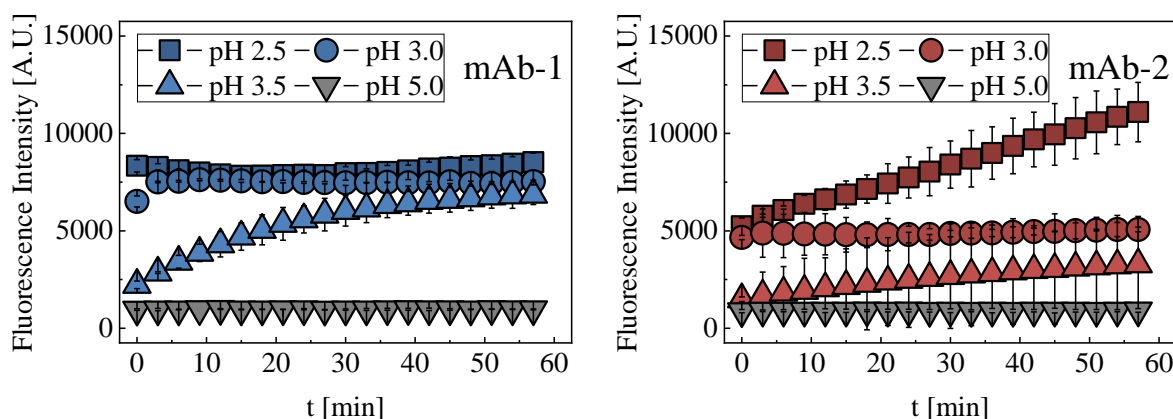 15000
10000
5000
0
Fluorescence Intensity [A.U.]
pH 2.5 pH 3.0
pH 3.5 pH 5.0
mAb-1
0 10 20 30 40 50 60
t [min]
15000
10000
5000
0
Fluorescence Intensity [A.U.]
pH 2.5 pH 3.0
pH 3.5 pH 5.0
mAb-2
0 10 20 30 40 50 60
t [min]